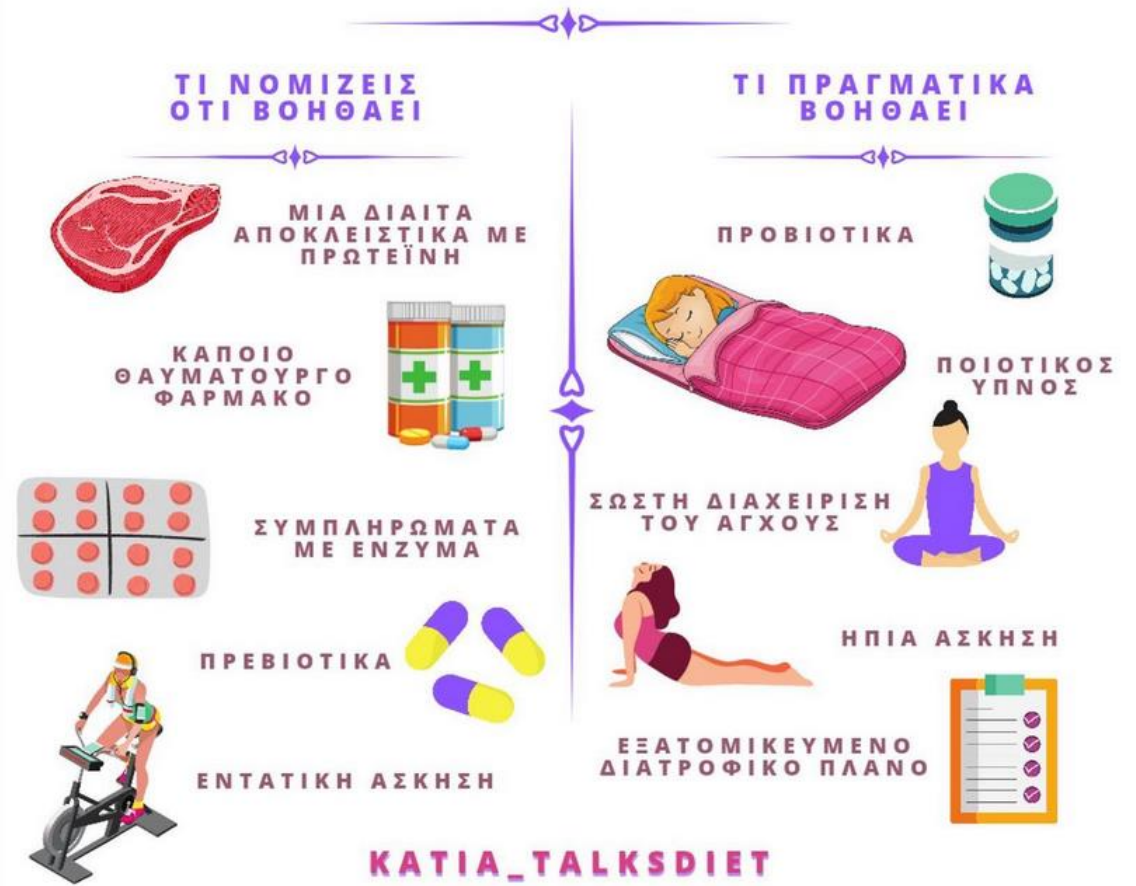 ΤΙ ΝΟΜΙΖΕΙΣ
ΟΤΙ ΒΟΗΘΑΕΙ
ΜΙΑ ΔΙΑΙΤΑ
ΑΠΟΚΛΕΙΣΤΙΚΑ ΜΕ
ΠΡΩΤΕΪΝΗ
ΚΑΠΟΙΟ
ΘΑΥΜΑΤΟΥΡΓΟ
ΦΑΡΜΑΚΟ
ΣΥΜΠΛΗΡΩΜΑΤΑ
ΜΕ ΕΝΖΥΜΑ
ΠΡΕΒΙΟΤΙΚΑ
ΕΝΤΑΤΙΚΗ ΑΣΚΗΣΗ
ΤΙ ΠΡΑΓΜΑΤΙΚΑ
ΒΟΗΘΑΕΙ
ΠΡΟΒΙΟΤΙΚΑ
ΠΟΙΟΤΙΚΟΣ
ΥΠΝΟΣ
ΣΩΣΤΗ ΔΙΑΧΕΙΡΙΣΗ
ΤΟΥ ΑΓΧΟΥΣ
ΗΠΙΑ ΑΣΚΗΣΗ
ΕΞΑΤΟΜΙΚΕΥΜΕΝΟ
ΔΙΑΤΡΟΦΙΚΟ ΠΛΑΝΟ
KATIA_TALKSDIET